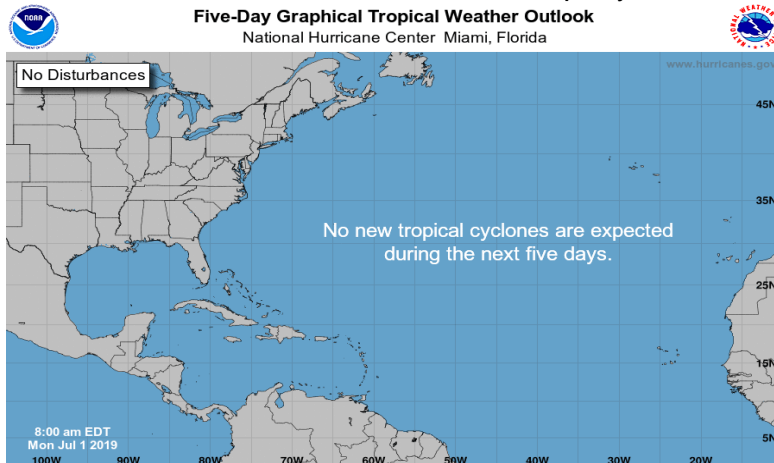 Five-Day Graphical Tropical Weather Outlook
National Hurricane Center Miami, Florida
NOAA
No Disturbances
www.hurricanes.gov
45N
35N
No new tropical cyclones are expected
during the next five days.
25N
15N
8:00 am EDT
Mon Jul 1 2019
5N
100W 90W 80W 70W 60W 50W 40W 30W 20W